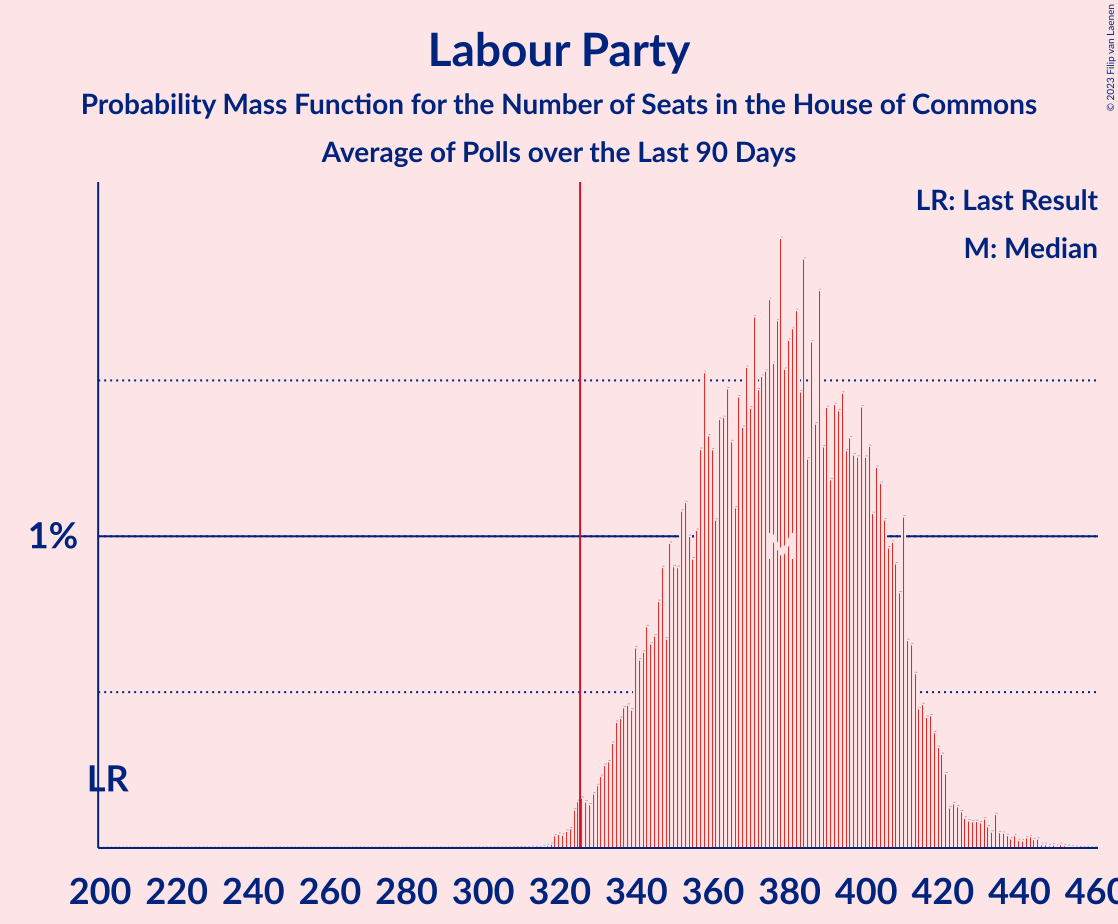 Labour Party
Probability Mass Function for the Number of Seats in the House of Commons
Average of Polls over the Last 90 Days
© 2023 Filip van Laenen
LR: Last Result
M: Median
1%
M
LR
200 220 240 260 280 300 320 340 360 380 400 420 440 460